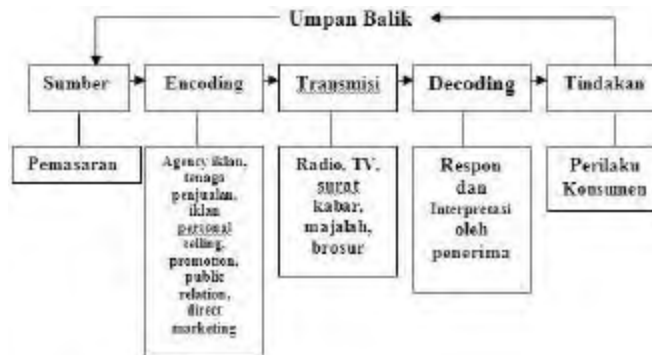 Umpan Balik
Sumber
Encoding
Transmisi
Decoding
Tindakan
Pemasaran
Agency iklan,
tenaga
penjualan,
iklan
personal
selling,
promotion,
public
relation,
direct
marketing
Radio, TV,
surat
kabar,
majalah,
brosur
Respon
dan
Interpretasi
oleh
penerima
Perilaku
Konsumen